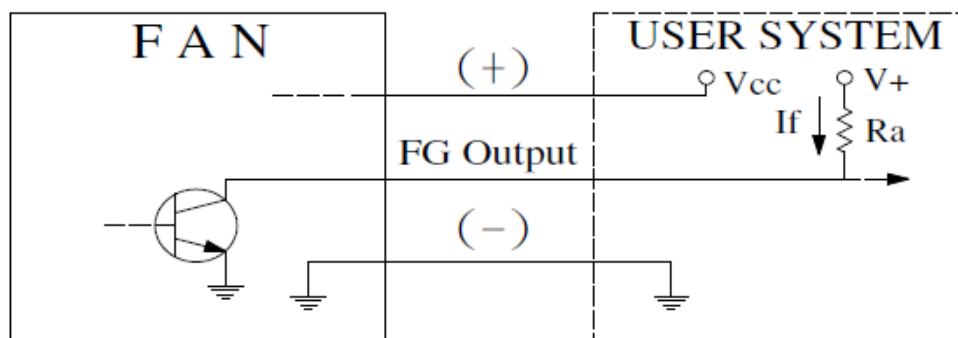 F A N
USER SYSTEM
(+)
Vcc
V+
If
Ra
FG Output
(−)